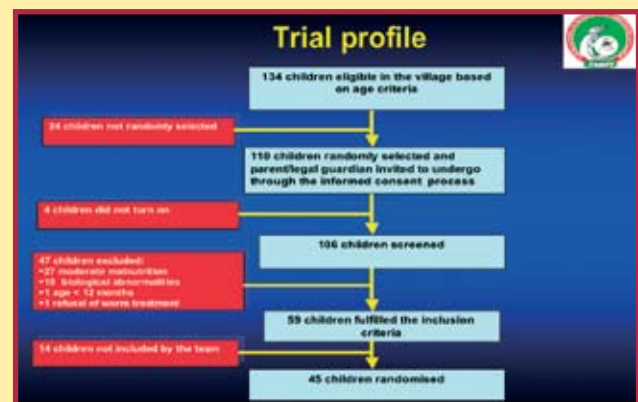 Trial profile
134 children eligible in the village based
on age criteria
24 children not randomly selected
110 children randomly selected and
parent/legal guardian invited to undergo
through the informed consent process
4 children did not turn on
106 children screened
47 children excluded:
•27 moderate malnutrition
•18 biological abnormalities
•1 age < 12 months
•1 refusal of worm treatment
59 children fulfilled the inclusion
criteria
14 children not included by the team
45 children randomised